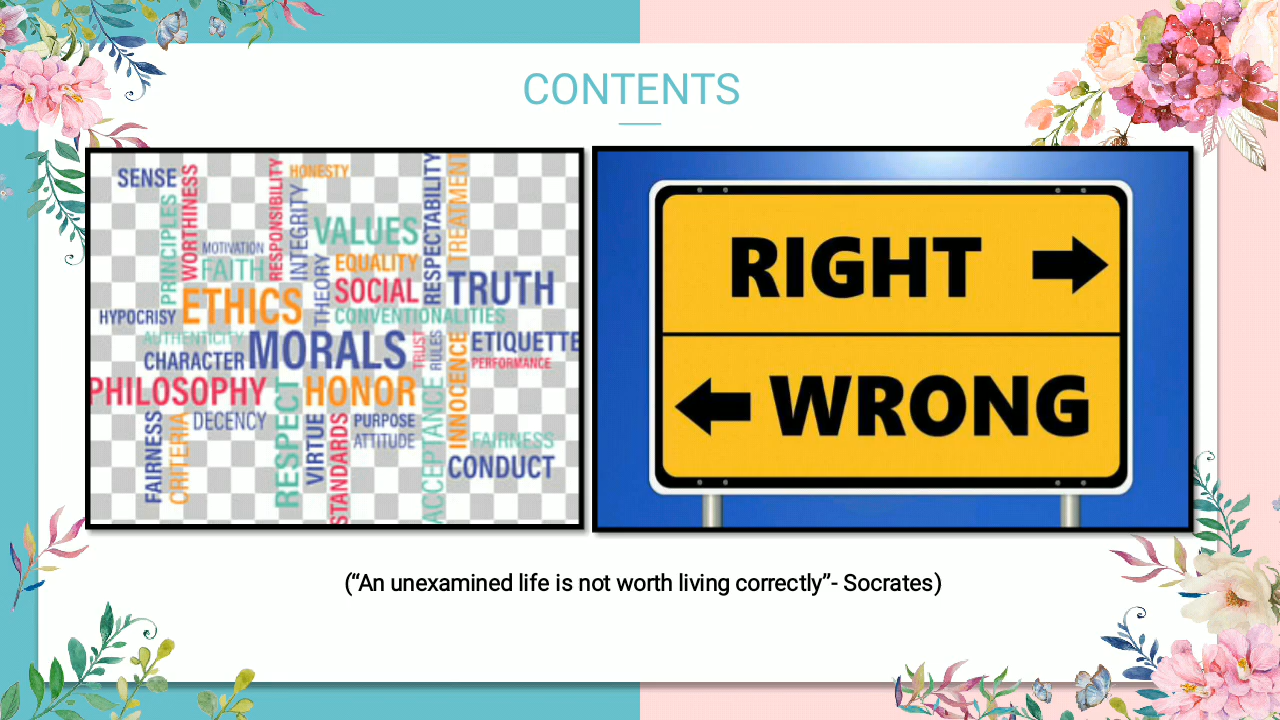 CONTENTS
SENSE
PRINCIPLES
WORTHINESS
MOTIVATION
FAITH
RESPONSIBILITY
HONESTY
INTEGRITY
VALUES
RESPECTABILITY
TREATMENT
EQUALITY
SOCIAL
THEORY
TRUTH
ETHICS
HYPOCRISY
CONVENTIONALITIES
AUTHENTICITY
CHARACTER
MORALS
TRUST
RULES
ETIQUETTE
PERFORMANCE
INNOCENCE
PHILOSOPHY
HONOR
DECENCY
FAIRNESS
CRITERIA
RESPECT
VIRTUE
STANDARDS
PURPOSE
ATTITUDE
ACCEPTANCE
FAIRNESS
CONDUCT
RIGHT
WRONG
(“An unexamined life is not worth living correctly”- Socrates)